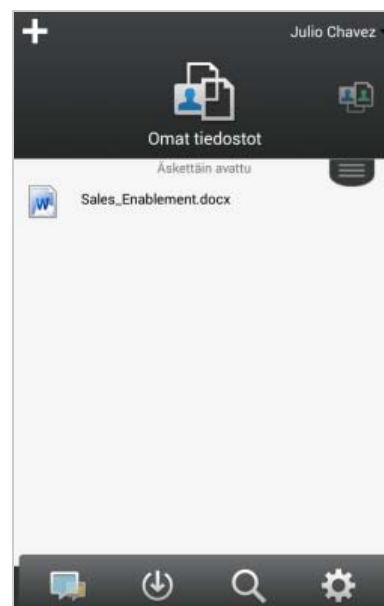 Julio Chavez
Omat tiedostot
Äskettäin avattu
Sales_Enablement.docx